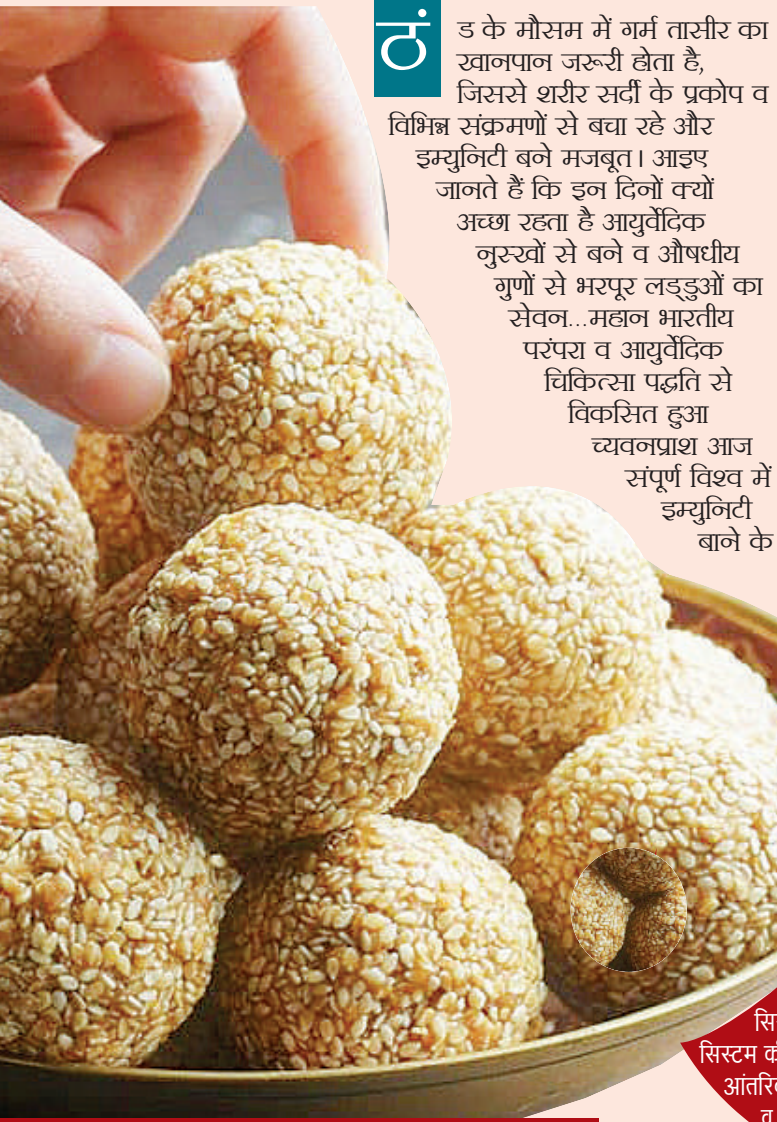 ठंड के मौसम में गर्म तासीर का
खानपान जरूरी होता है,
जिससे शरीर सर्दी के प्रकोप व
विभिन्न संक्रमणों से बचा रहे और
इम्युनिटी बने मजबूत। आइए
जानते हैं कि इन दिनों क्यों
अच्छा रहता है आयुर्वेदिक
नुस्खों से बने व औषधीय
गुणों से भरपूर लड्डुओं का
सेवन...महान भारतीय
परंपरा व आयुर्वेदिक
चिकित्सा पद्धति से
विकसित हुआ
च्यवनप्राश आज
संपूर्ण विश्व में
इम्युनिटी
बाने के
सिस्टम
व